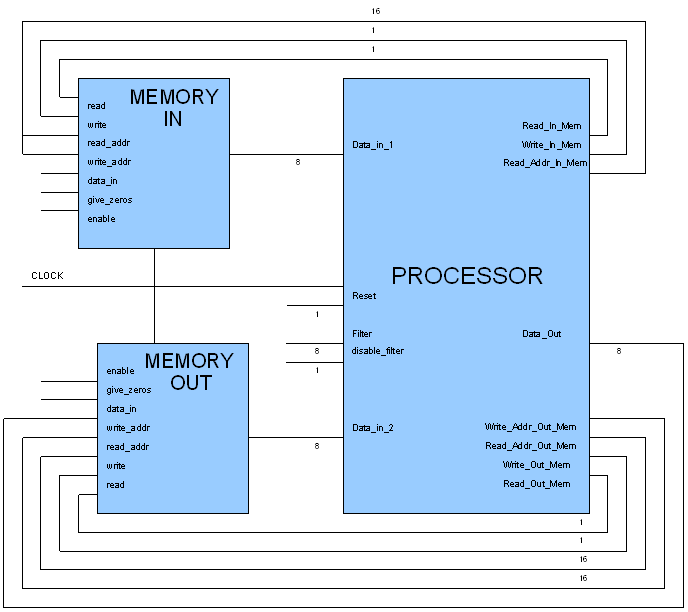 16
1
1
MEMORY
IN
read
write
read_addr
write_addr
data_in
give_zeros
enable
8
Data_in_1
Read_In_Mem
Write_In_Mem
Read_Addr_In_Mem
PROCESSOR
CLOCK
Reset
1
Filter
8
disable_filter
1
Data_Out
8
MEMORY
OUT
enable
give_zeros
data_in
write_addr
read_addr
write
read
8
Data_in_2
Write_Addr_Out_Mem
Read_Addr_Out_Mem
Write_Out_Mem
Read_Out_Mem
1
1
16
16